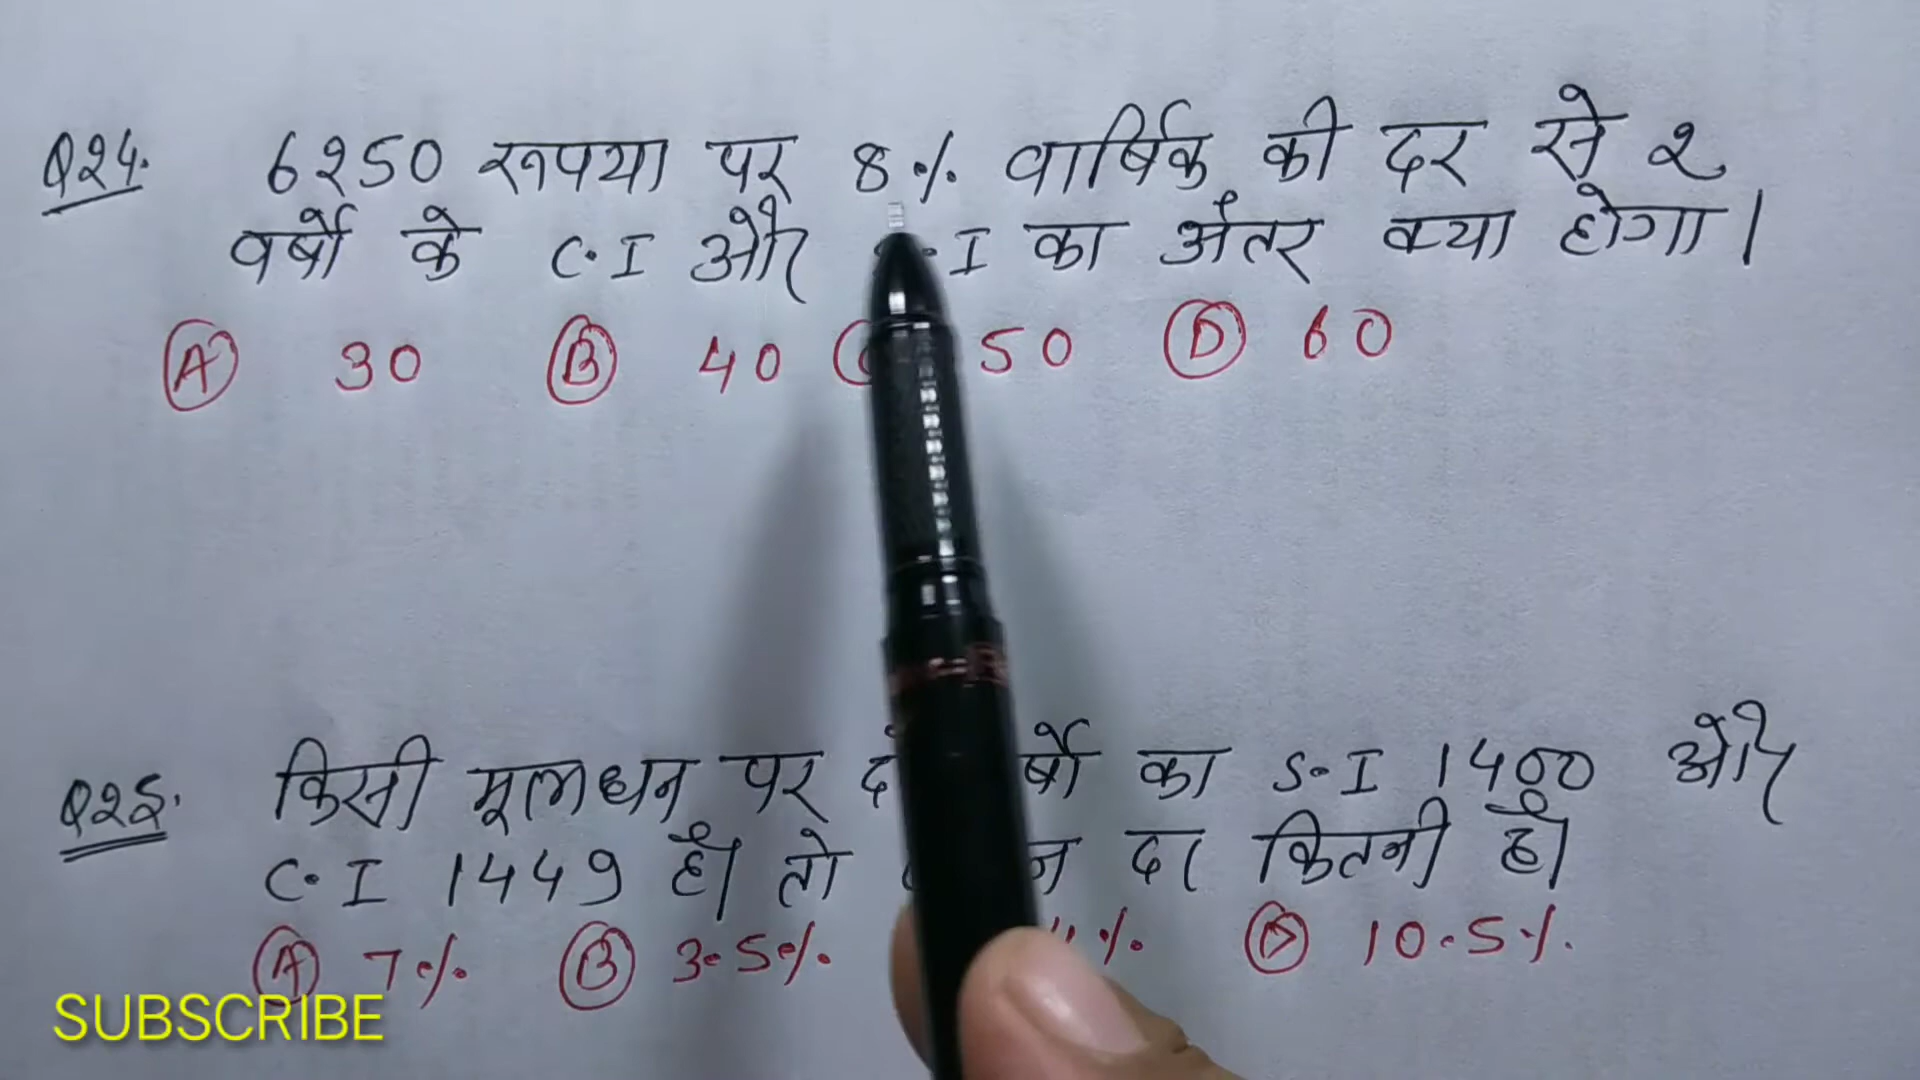 Q24. 6250 रूपया पर 8% वार्षिक की दर से 2
वर्षो के C.I और I का अंतर क्या होगा।
(A) 30 (B) 40 50 (D) 60
Q25. किसी मूलधन पर का S.I 1400 और
C.I 1449 है। तो दर कितनी है।
(A) 7% (B) 3.5% % (D) 10.5%
SUBSCRIBE